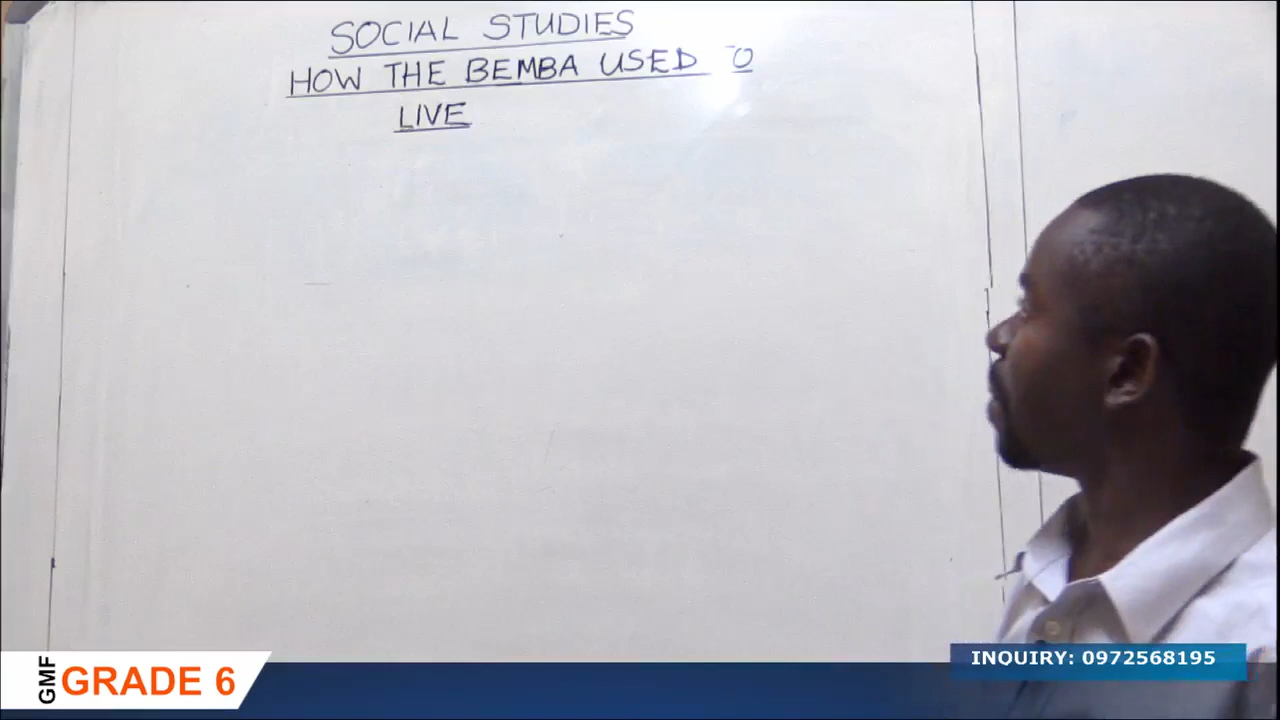 SOCIAL STUDIES
HOW THE BEMBA USED TO
LIVE
GMF
GRADE 6
INQUIRY: 0972568195